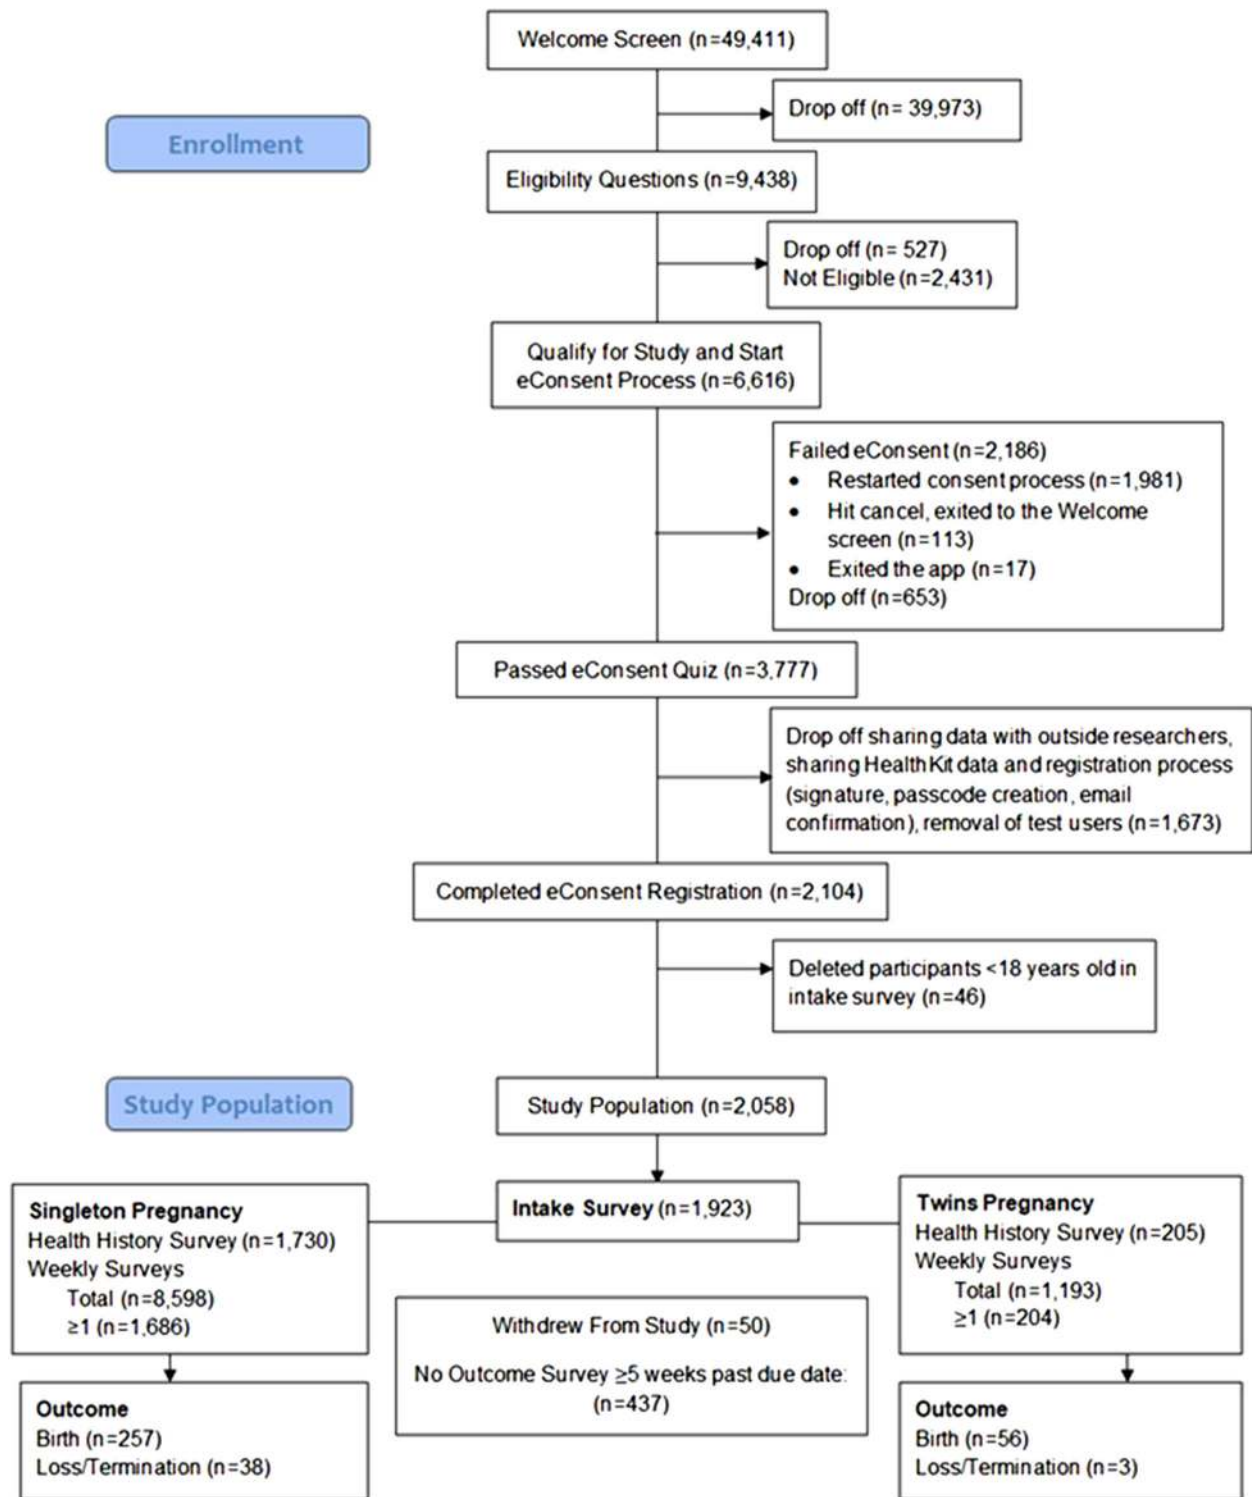 Welcome Screen (n=49,411)
Drop off (n= 39,973)
Enrollment
Eligibility Questions (n=9,438)
Drop off (n= 527)
Not Eligible (n=2,431)
Qualify for Study and Start
eConsent Process (n=6,616)
Failed eConsent (n=2,186)
• Restarted consent process (n=1,981)
• Hit cancel, exited to the Welcome
screen (n=113)
• Exited the app (n=17)
Drop off (n=653)
Passed eConsent Quiz (n=3,777)
Drop off sharing data with outside researchers,
sharing HealthKit data and registration process
(signature, passcode creation, email
confirmation), removal of test users (n=1,673)
Completed eConsent Registration (n=2,104)
Deleted participants <18 years old in
intake survey (n=46)
Study Population
Study Population (n=2,058)
Intake Survey (n=1,923)
Singleton Pregnancy
Health History Survey (n=1,730)
Weekly Surveys
Total (n=8,598)
≥1 (n=1,686)
Twins Pregnancy
Health History Survey (n=205)
Weekly Surveys
Total (n=1,193)
≥1 (n=204)
Withdrew From Study (n=50)
No Outcome Survey ≥5 weeks past due date:
(n=437)
Outcome
Birth (n=257)
Loss/Termination (n=38)
Outcome
Birth (n=56)
Loss/Termination (n=3)